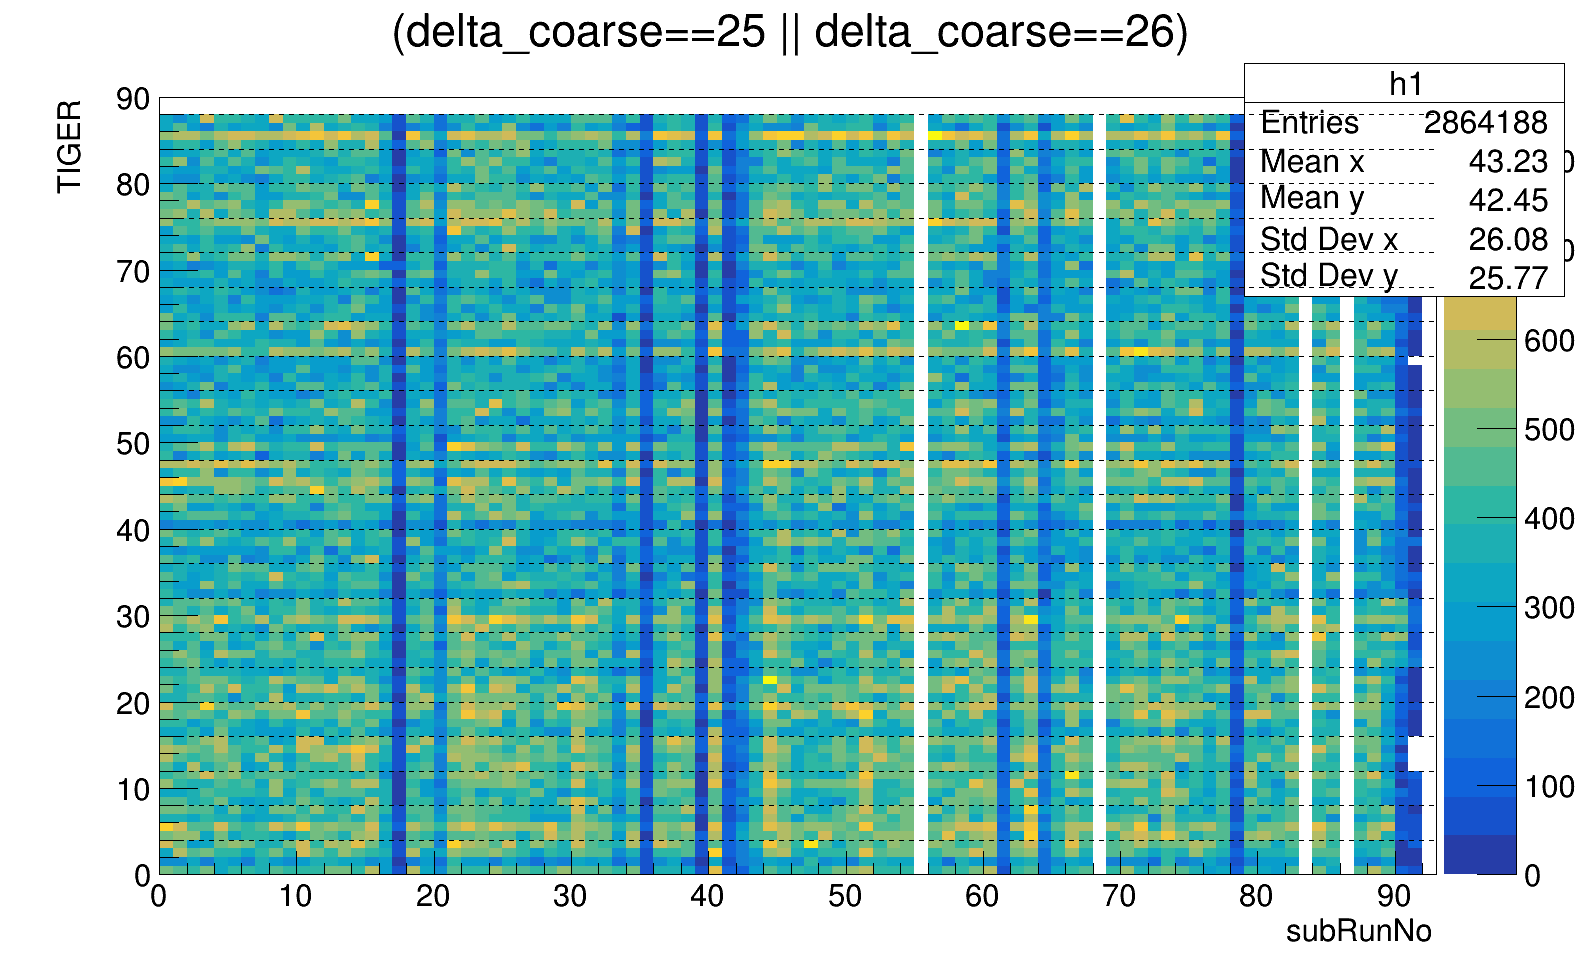 (delta_coarse==25 || delta_coarse==26)
h1
Entries 2864188
Mean x 43.23
Mean y 42.45
Std Dev x 26.08
Std Dev y 25.77
TIGER
90
80
70
60
50
40
30
20
10
0
0 10 20 30 40 50 60 70 80 90
subRunNo
600
500
400
300
200
100
0